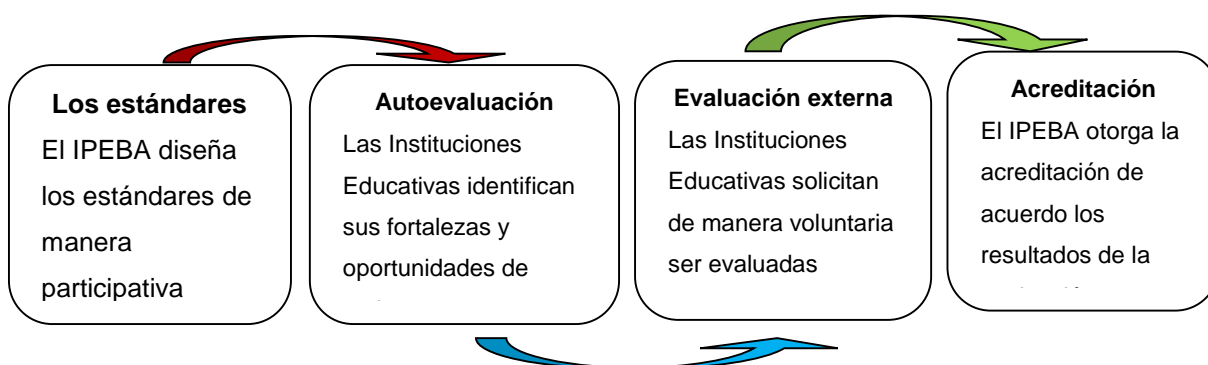 Los estándares
El IPEBA diseña
los estándares de
manera
participativa
Autoevaluación
Las Instituciones
Educativas identifican
sus fortalezas y
oportunidades de
Evaluación externa
Las Instituciones
Educativas solicitan
de manera voluntaria
ser evaluadas
Acreditación
El IPEBA otorga la
acreditación de
acuerdo los
resultados de la